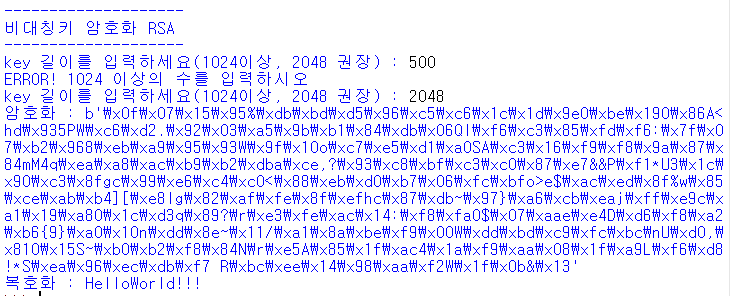 --------------------
비대칭키 암호화 RSA
--------------------
key 길이를 입력하세요(1024이상, 2048 권장) : 500
ERROR! 1024 이상의 수를 입력하시오
key 길이를 입력하세요(1024이상, 2048 권장) : 2048
암호화 : b'₩x0f₩x07₩x15₩x95%₩xdb₩xbd₩xd5₩x96₩xc5₩xc6₩x1c₩x1d₩x9e0₩xbe₩x190₩x86A<
hd₩x935PW₩xc6₩xd2.₩x92₩x03₩xa5₩x9b₩xb1₩x84₩xdb₩x06Ql₩xf6₩xc3₩x85₩xfd₩xf6:₩x7f₩x0
7₩xb2₩x968₩xeb₩xa9₩x95₩x93W₩x9f₩x10o₩xc7₩xe5₩xd1₩xa0SA₩xc3₩x16₩xf9₩xf8₩x9a₩x87₩x
84mM4q₩xea₩xa8₩xac₩xb9₩xb2₩xdba₩xce,?₩x93₩xc8₩xbf₩xc3₩xc0₩x87₩xe7&&P₩xf1*U3₩x1c₩
x90₩xc3₩x8fgc₩x99₩xe6₩xc4₩xc0<₩x88₩xeb₩xd0₩xb7₩x06₩xfc₩xbfo>e$₩xac₩xed₩x8f%w₩x85
₩xce₩xab₩xb4][₩xe8lg₩x82₩xaf₩xfe₩x8f₩xefhc₩x87₩xdb~₩x97}₩xa6₩xcb₩xeaj₩xff₩xe9c₩x
a1₩x19₩xa80₩x1c₩xd3q₩x89?₩r₩xe3₩xfe₩xac₩x14:₩xf8₩xfa0$₩x07₩xaae₩xe4D₩xd6₩xf8₩xa2
₩xb6{9}₩xa0₩x10n₩xdd₩x8e~₩x11/₩xa1₩x8a₩xbe₩xf9₩x00W₩xdd₩xbd₩xc9₩xfc₩xbc₩nU₩xd0,₩
x810₩x15S~₩xb0₩xb2₩xf8₩x84N₩r₩xe5A₩x85₩x1f₩xac4₩x1a₩xf9₩xaa₩x08₩x1f₩xa9L₩xf6₩xd8
!*S₩xea₩x96₩xec₩xdb₩xf7 R₩xbc₩xee₩x14₩x98₩xaa₩xf2W₩x1f₩x0b&₩x13'
복호화 : HelloWorld!!!